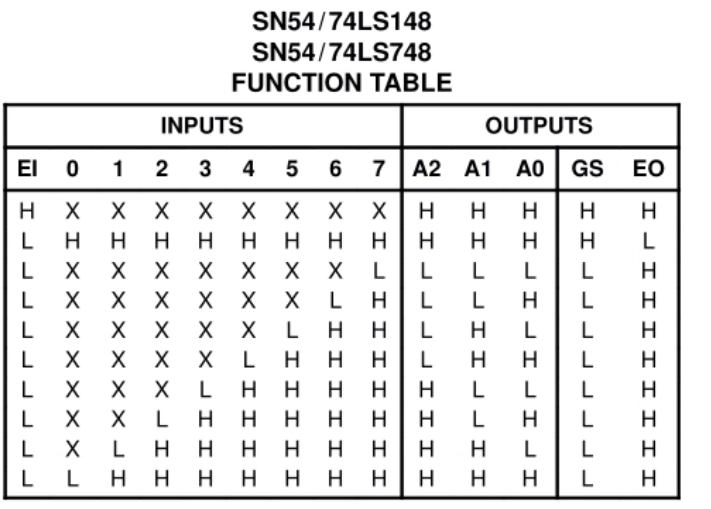 SN54/74LS148
SN54/74LS748
FUNCTION TABLE
INPUTS OUTPUTS
EI 0 1 2 3 4 5 6 7 A2 A1 A0 GS EO
H X X X X X X X X H H H H H
L H H H H H H H H H H H H L
L X X X X X X X L L L L L H
L X X X X X X L H L L H L H
L X X X X X L H H L H L L H
L X X X X L H H H L H H L H
L X X X L H H H H H L L L H
L X X L H H H H H H L H L H
L X L H H H H H H H H L L H
L L H H H H H H H H H H L H